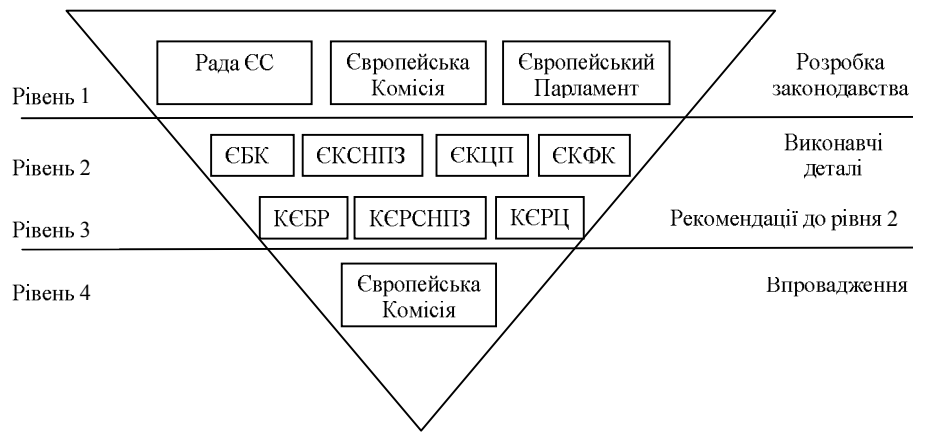 Рада ЄС
Європейська
Комісія
Європейський
Парламент
Розробка
законодавства
Рівень 1
ЄБК
ЄКСНПЗ
ЄКЦП
ЄКФК
Виконавчі
деталі
Рівень 2
КЄБР
КЄРСНПЗ
КЄРЦ
Рекомендації до рівня 2
Рівень 3
Європейська
Комісія
Впровадження
Рівень 4